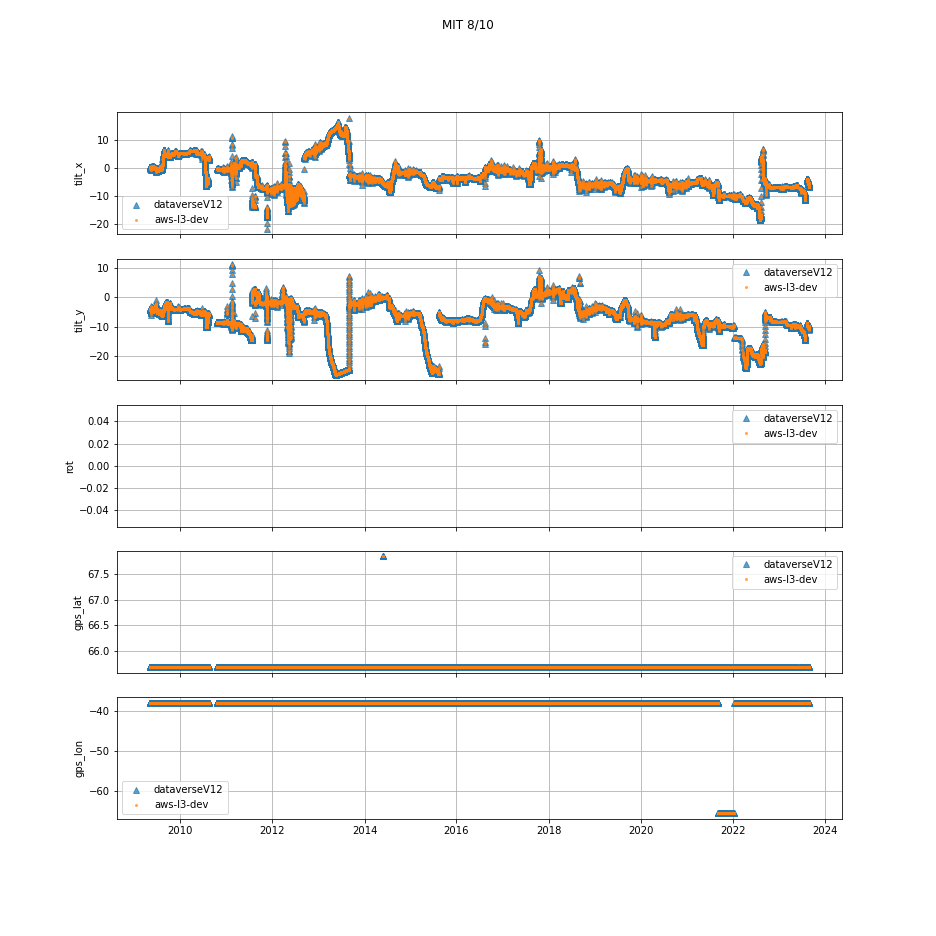 MIT 8/10
10
0
−10
−20
tilt_x
dataverseV12
aws-l3-dev
10
0
−10
−20
tilt_y
dataverseV12
aws-l3-dev
0.04
0.02
0.00
−0.02
−0.04
rot
dataverseV12
aws-l3-dev
67.5
67.0
66.5
66.0
gps_lat
dataverseV12
aws-l3-dev
−40
−50
−60
gps_lon
dataverseV12
aws-l3-dev
2010 2012 2014 2016 2018 2020 2022 2024